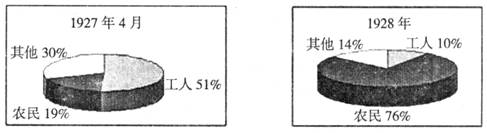 1927年4月
其他 30%
工人 51%
农民 19%
1928年
其他 14%
工人 10%
农民 76%